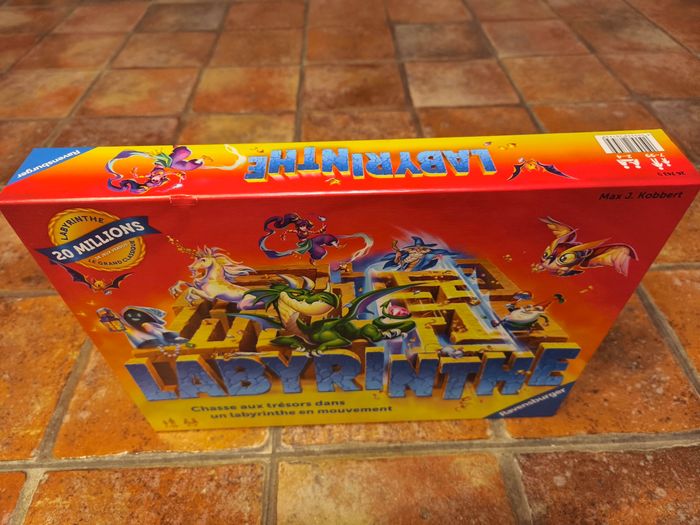 Ravensburger
LABYRINTHE
Max J. Kobbert
LABYRINTHE
20 MILLIONS
LE GRAND CLASSIQUE
LABYRINTHE
Chasse aux trésors dans
un labyrinthe en mouvement
Ravensburger